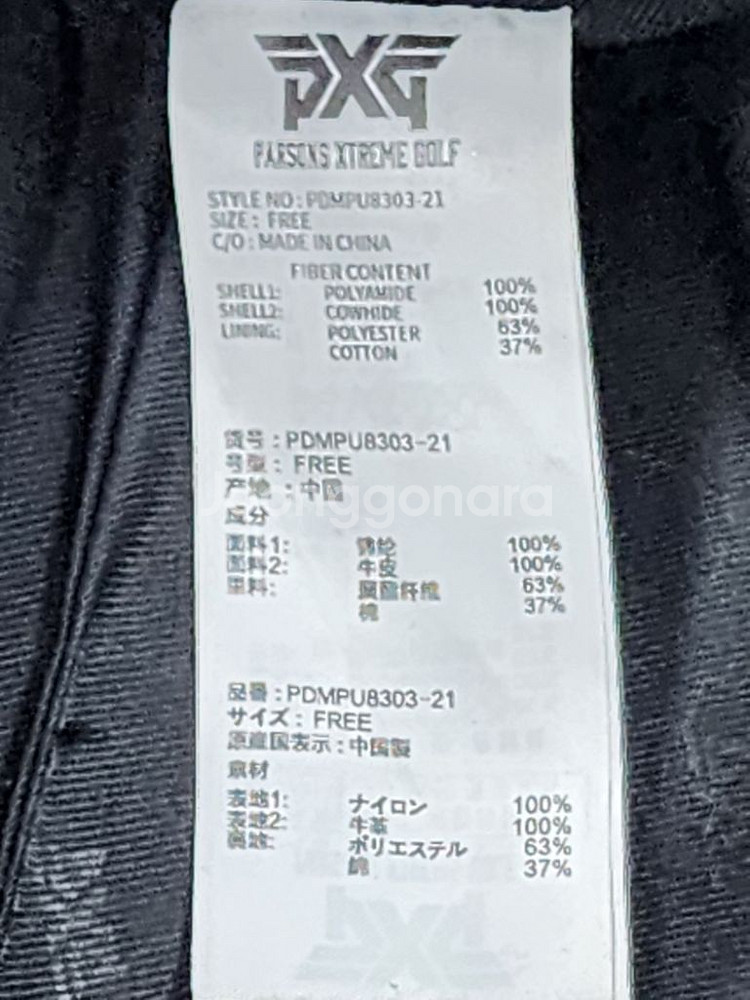 PXG
PARSONS XTREME GOLF
STYLE NO: PDMPU8303-21
SIZE: FREE
C/O: MADE IN CHINA
FIBER CONTENT
SHELL1: POLYAMIDE 100%
SHELL2: COWHIDE 100%
LINING: POLYESTER 63%
COTTON 37%
货号：PDMPU8303-21
号型：FREE
产地：中国
成分
面料1: 锦纶 100%
面料2: 牛皮 100%
里料: 聚酯纤维 63%
棉 37%
品番：PDMPU8303-21
サイズ：FREE
原産国表示：中国製
素材
表地1: ナイロン 100%
表地2: 牛革 100%
裏地: ポリエステル 63%
綿 37%